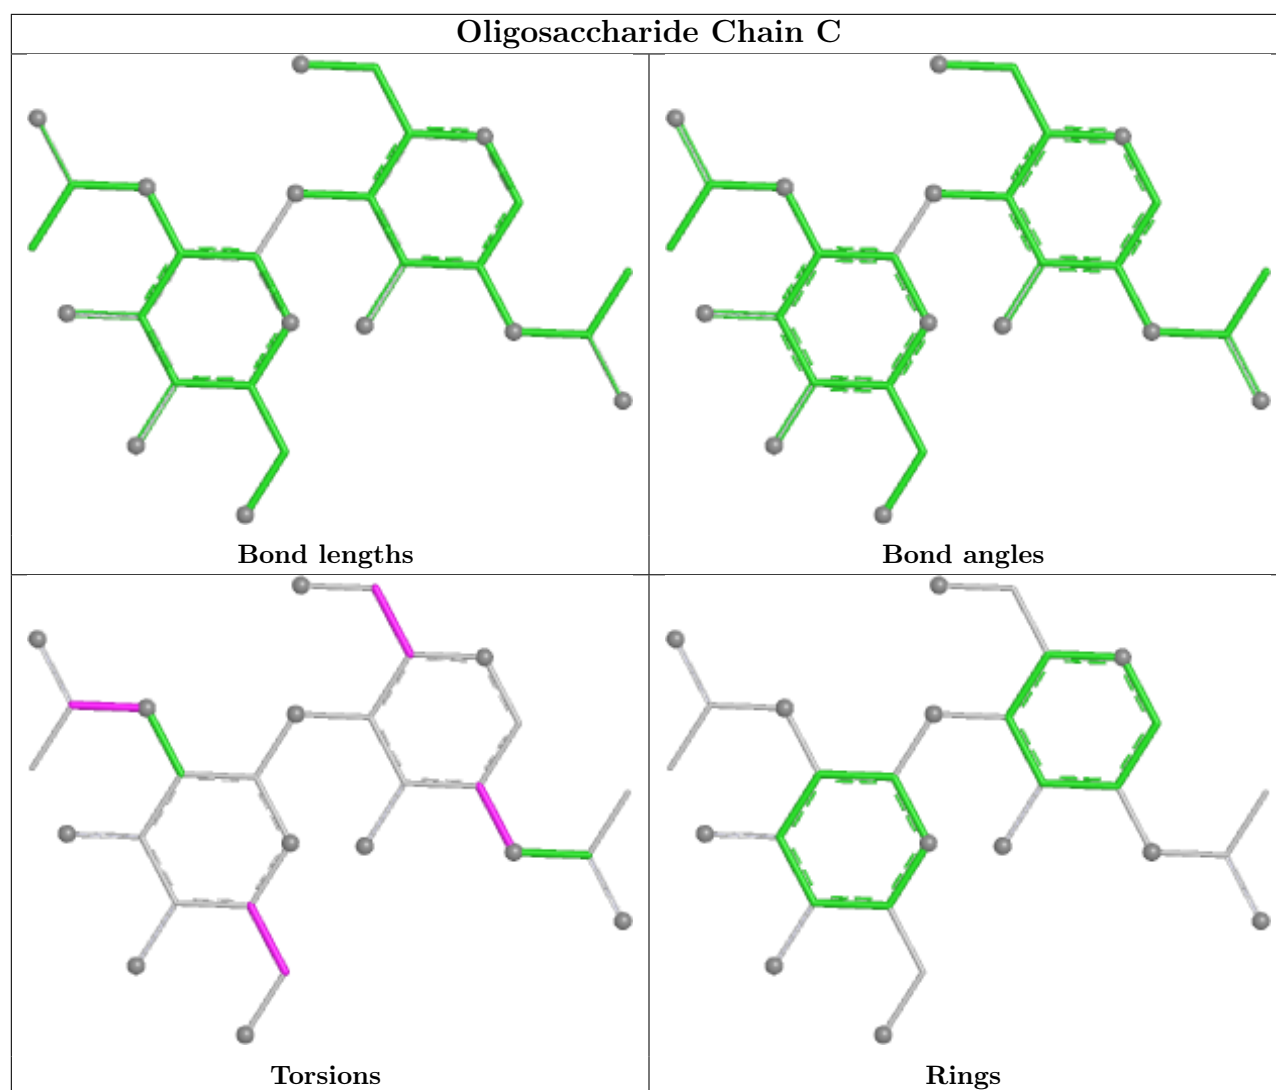 Oligosaccharide Chain C
Bond lengths
Bond angles
Torsions
Rings